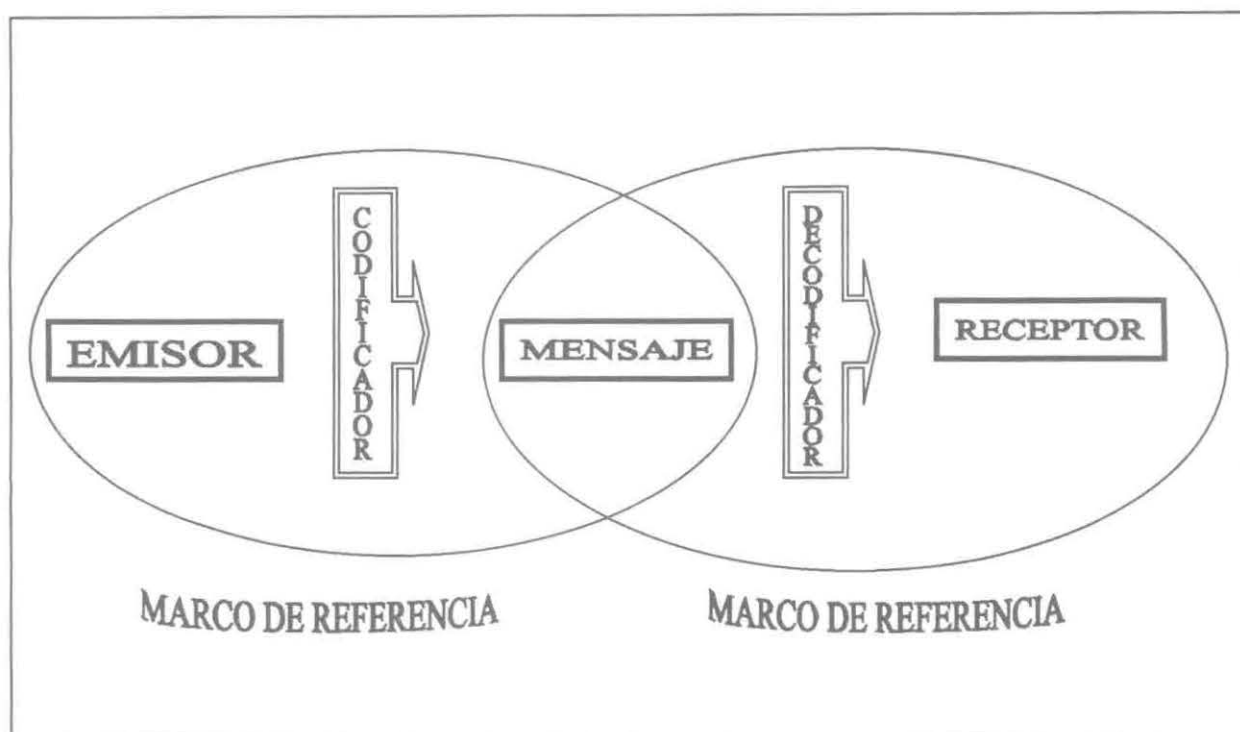 EMISOR
CODIFICADOR
MENSAJE
DECODIFICADOR
RECEPTOR
MARCO DE REFERENCIA
MARCO DE REFERENCIA